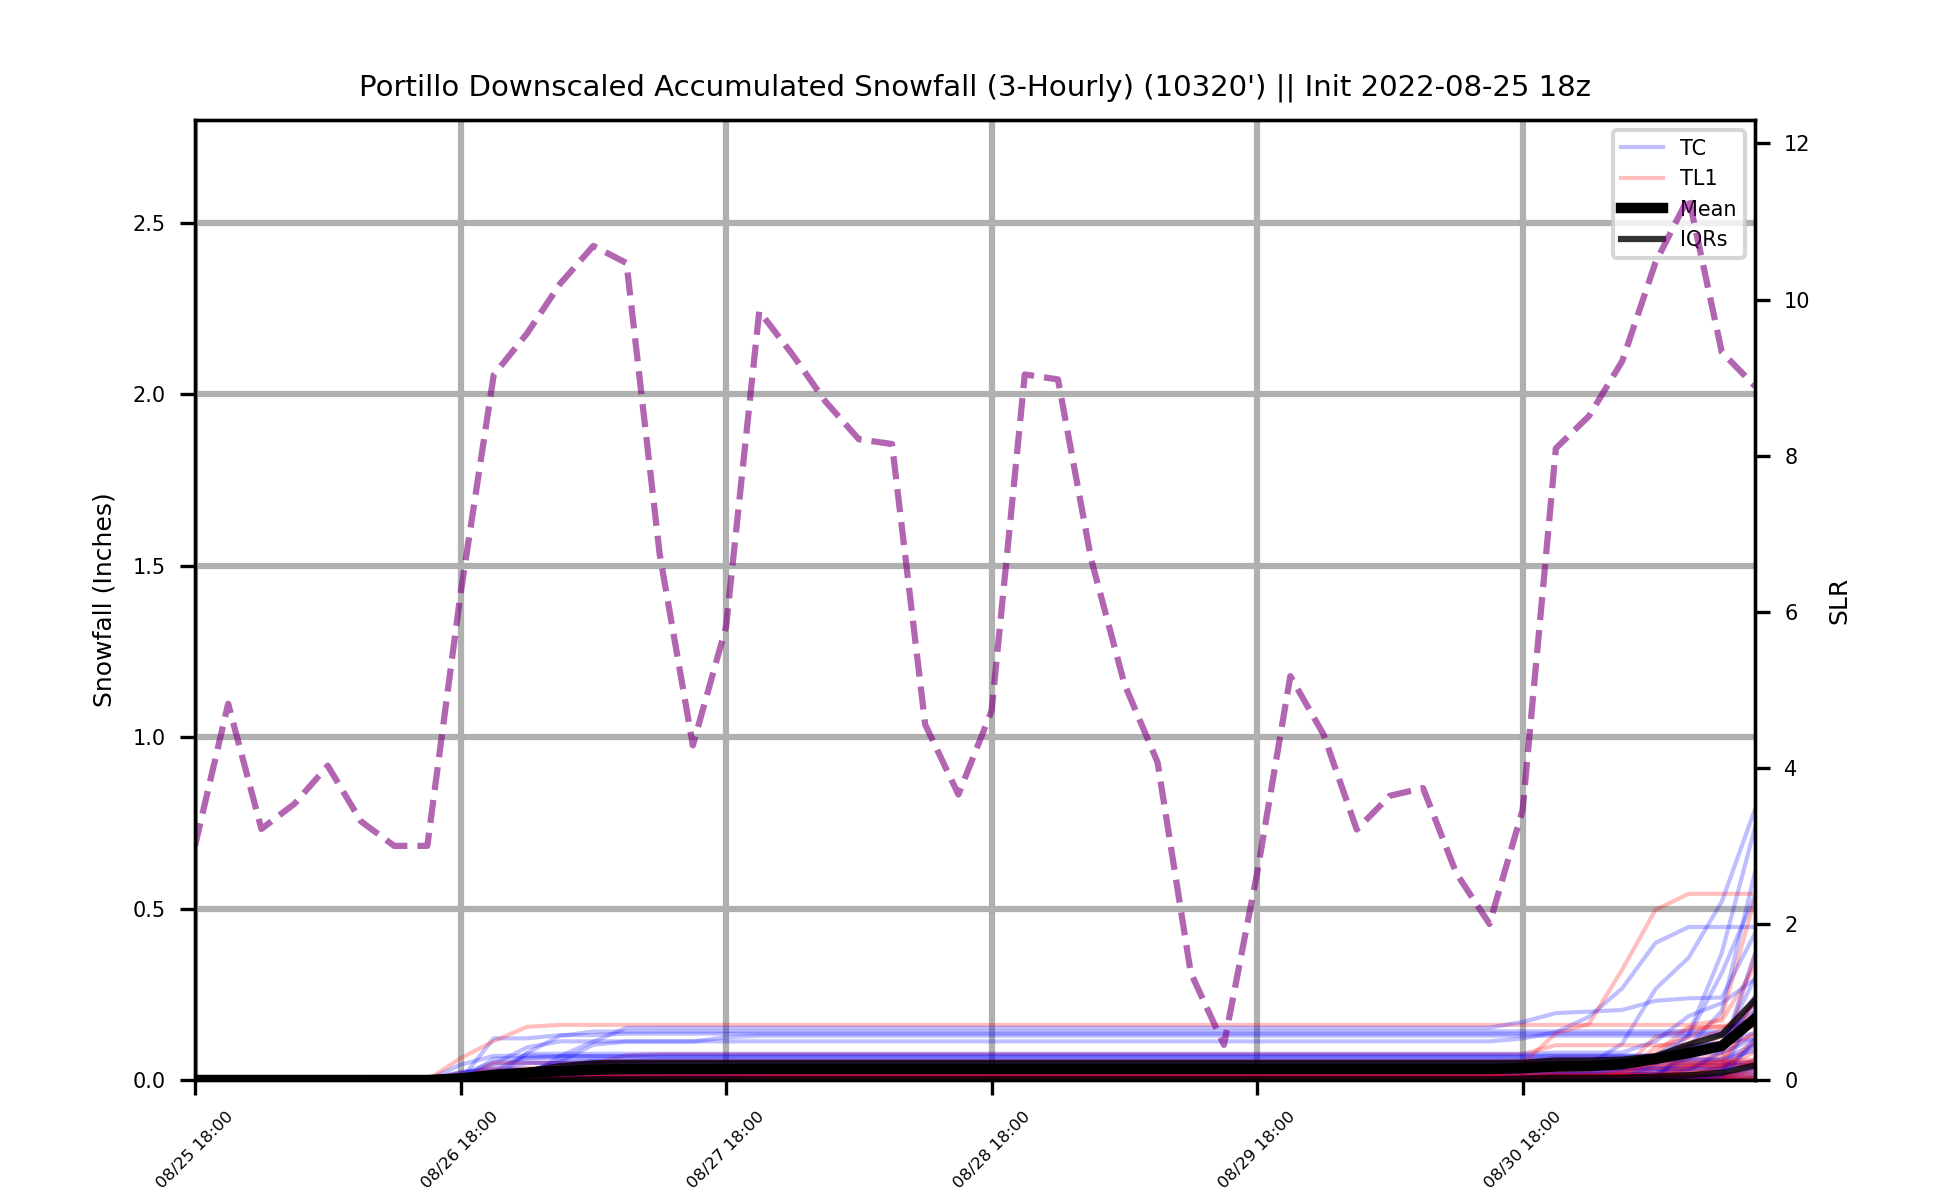 Portillo Downscaled Accumulated Snowfall (3-Hourly) (10320') || Init 2022-08-25 18z
TC
TL1
Mean
IQRs
Snowfall (Inches)
2.5
2.0
1.5
1.0
0.5
0.0
12
10
8
6
4
2
0
SLR
08/25 18:00
08/26 18:00
08/27 18:00
08/28 18:00
08/29 18:00
08/30 18:00